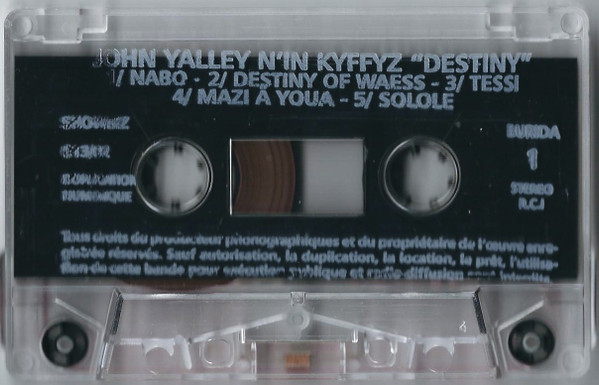 JOHN YALLEY N'IN KYFFYZ "DESTINY"
1/ NABO - 2/ DESTINY OF WAESS - 3/ TESSI
4/ MAZI À YOUA - 5/ SOLOLE
SHOWBIZ
BURIDA
1
DUPLICATION
NUMERIQUE
STEREO
R.C.I
Tous droits du producteur phonographiques et du propriétaire de l'œuvre enre-
gistrée réservés. Sauf autorisation, la duplication, la location, le prêt, l'utilisa-
tion de cette bande pour exécution publique et radio diffusion sont interdits